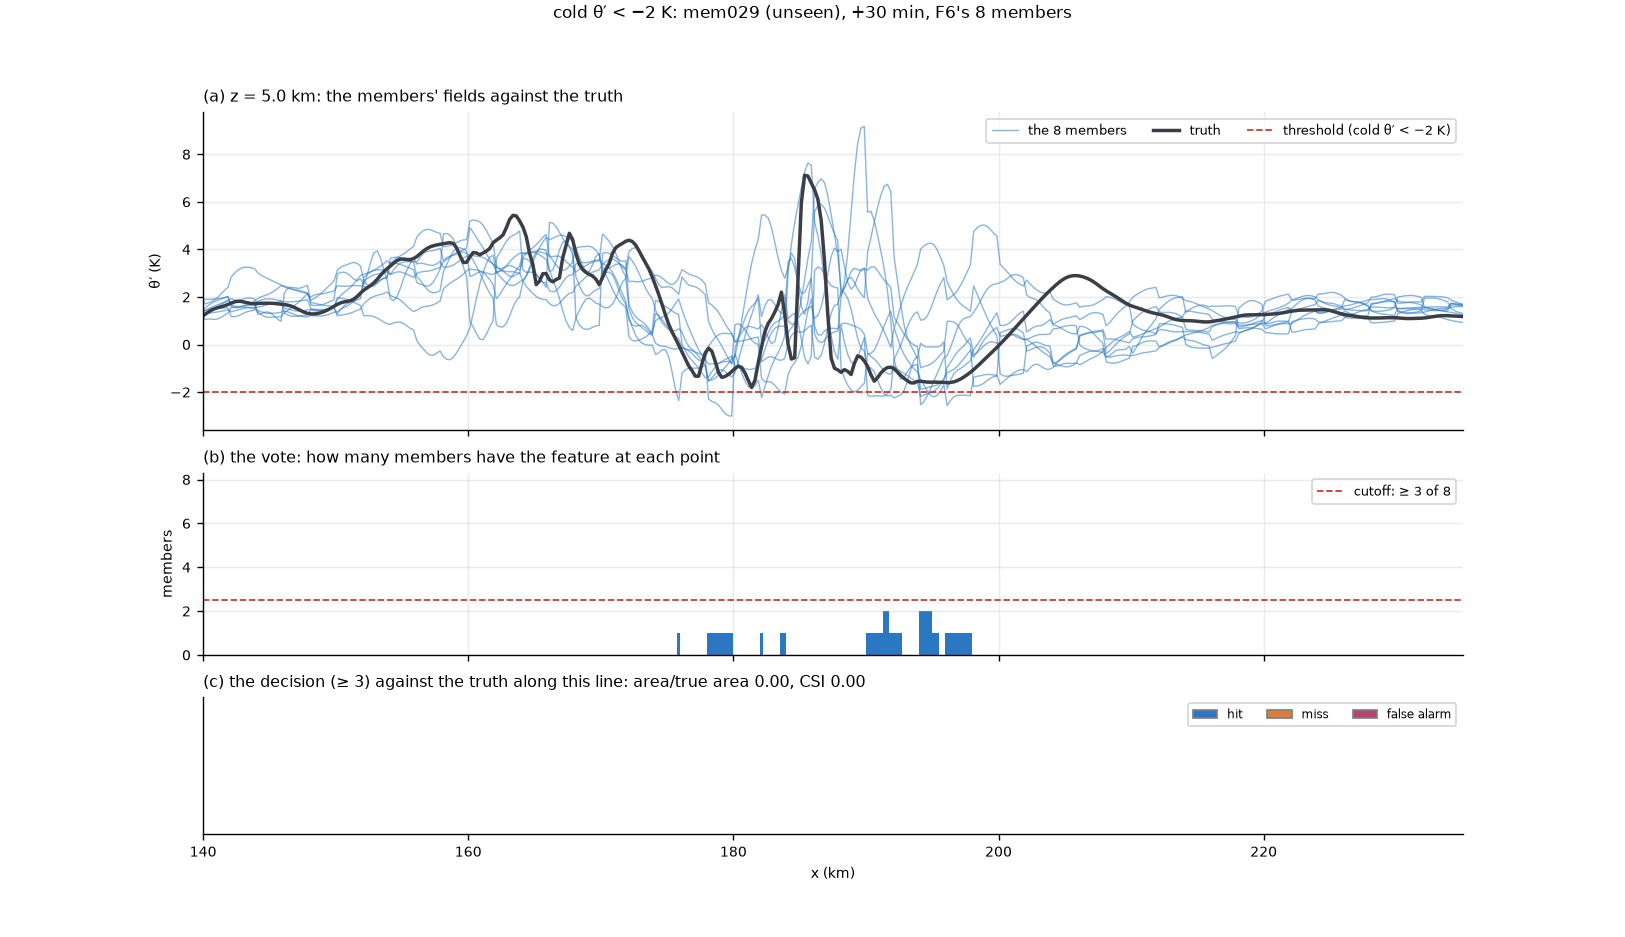 cold θ′ < −2 K: mem029 (unseen), +30 min, F6's 8 members
(a) z = 5.0 km: the members' fields against the truth
the 8 members
truth
threshold (cold θ′ < −2 K)
8
6
4
2
0
−2
θ′ (K)
(b) the vote: how many members have the feature at each point
cutoff: ≥ 3 of 8
8
6
4
2
0
members
(c) the decision (≥ 3) against the truth along this line: area/true area 0.00, CSI 0.00
hit
miss
false alarm
140
160
180
200
220
x (km)